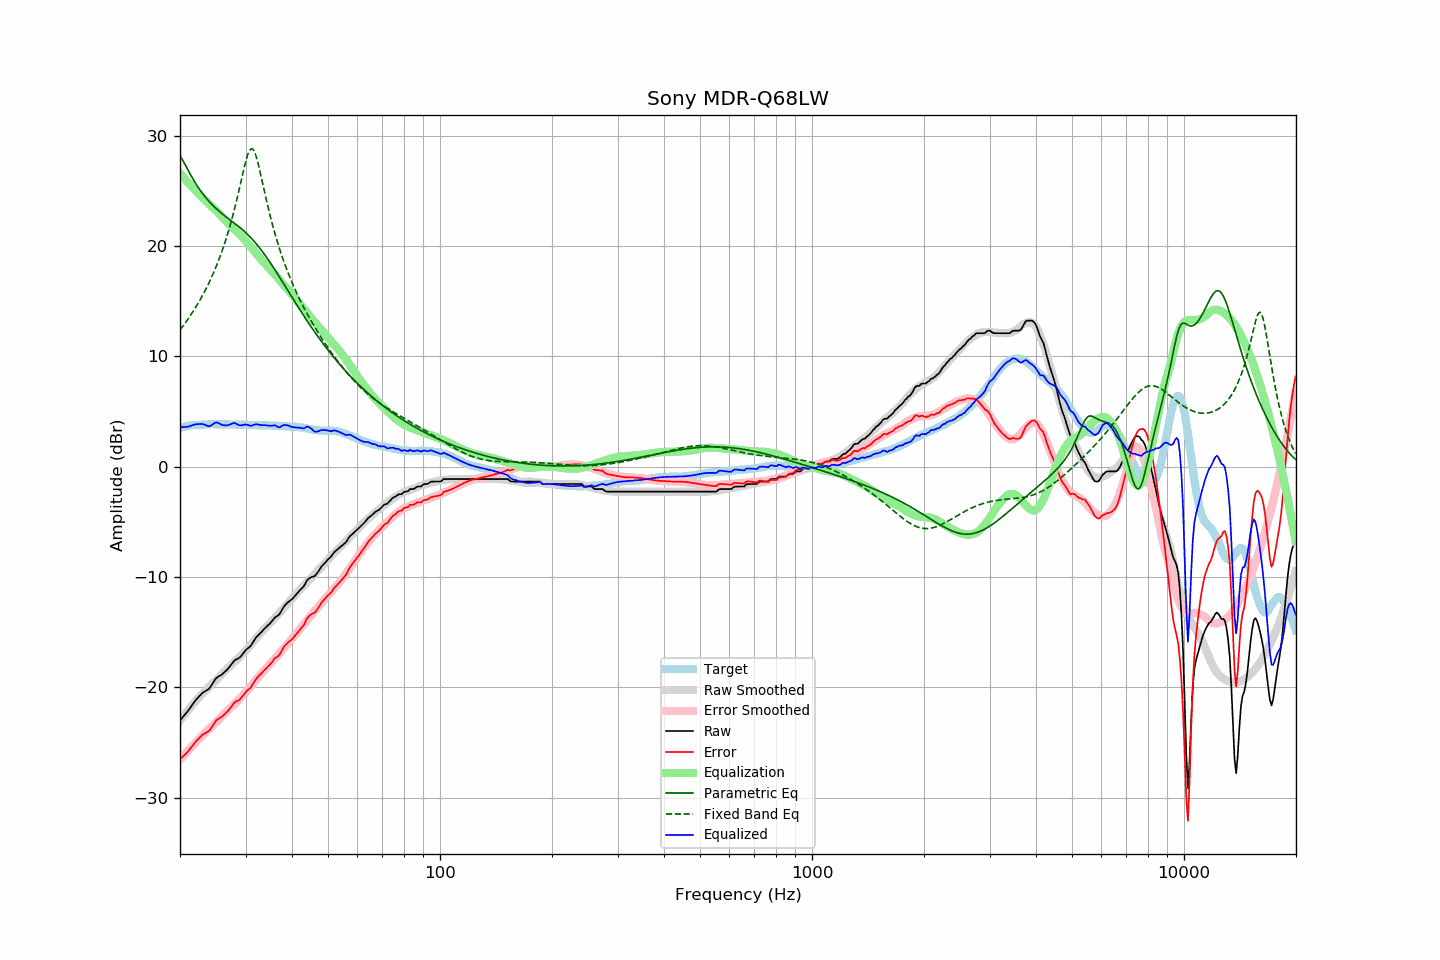 Sony MDR-Q68LW
Amplitude (dBr)
30
20
10
0
−10
−20
−30
Target
Raw Smoothed
Error Smoothed
Raw
Error
Equalization
Parametric Eq
Fixed Band Eq
Equalized
100
1000
10000
Frequency (Hz)